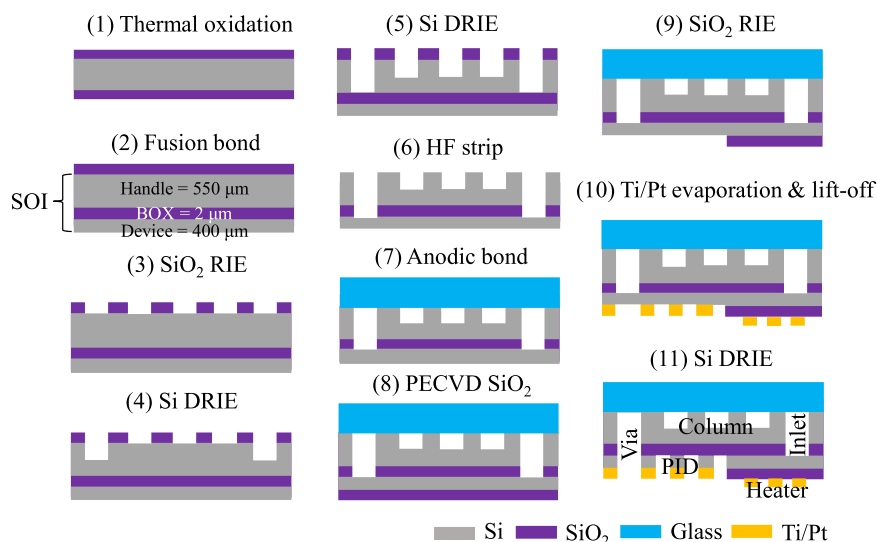 (1) Thermal oxidation
(2) Fusion bond
SOI
Handle = 550 μm
BOX = 2 μm
Device = 400 μm
(3) SiO₂ RIE
(4) Si DRIE
(5) Si DRIE
(6) HF strip
(7) Anodic bond
(8) PECVD SiO₂
(9) SiO₂ RIE
(10) Ti/Pt evaporation & lift-off
(11) Si DRIE
Via
Column
Inlet
PID
Heater
Si
SiO₂
Glass
Ti/Pt